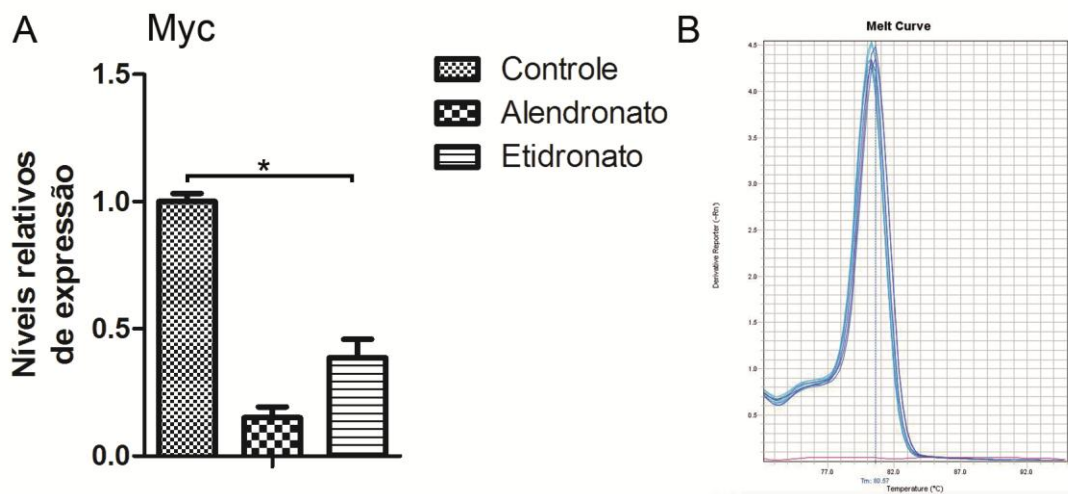 A
Myc
Níveis relativos
de expressão
1.5
1.0
0.5
0.0
*
Controle
Alendronato
Etidronato
B
Melt Curve
Derivative Reporter (-Rn)
4.5
4.0
3.5
3.0
2.5
2.0
1.5
1.0
0.5
77.0
82.0
87.0
92.0
Tm: 80.57
Temperature (°C)